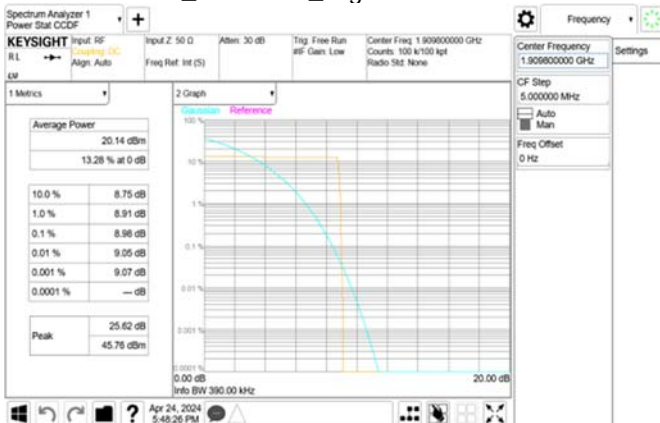 Spectrum Analyzer 1
Power Stat CCDF
Frequency
Settings
KEYSIGHT
RL
Input: RF
Coupling: DC
Align: Auto
Input Z: 50 Ω
Freq Ref: Int (S)
Atten: 30 dB
Trig: Free Run
#IF Gain: Low
Center Freq: 1.909800000 GHz
Counts: 100 k/100 kpt
Radio Std: None
Center Frequency
1.909800000 GHz
CF Step
5.000000 MHz
Auto
Man
Freq Offset
0 Hz
1 Metrics
Average Power
20.14 dBm
13.28 % at 0 dB
10.0 % 8.75 dB
1.0 % 8.91 dB
0.1 % 8.98 dB
0.01 % 9.05 dB
0.001 % 9.07 dB
0.0001 % --- dB
Peak
25.62 dB
45.76 dBm
2 Graph
Gaussian Reference
100 %
10 %
1 %
0.1 %
0.01 %
0.001 %
0.0001 %
0.00 dB
20.00 dB
Info BW 390.00 kHz
Apr 24, 2024
5:48:26 PM